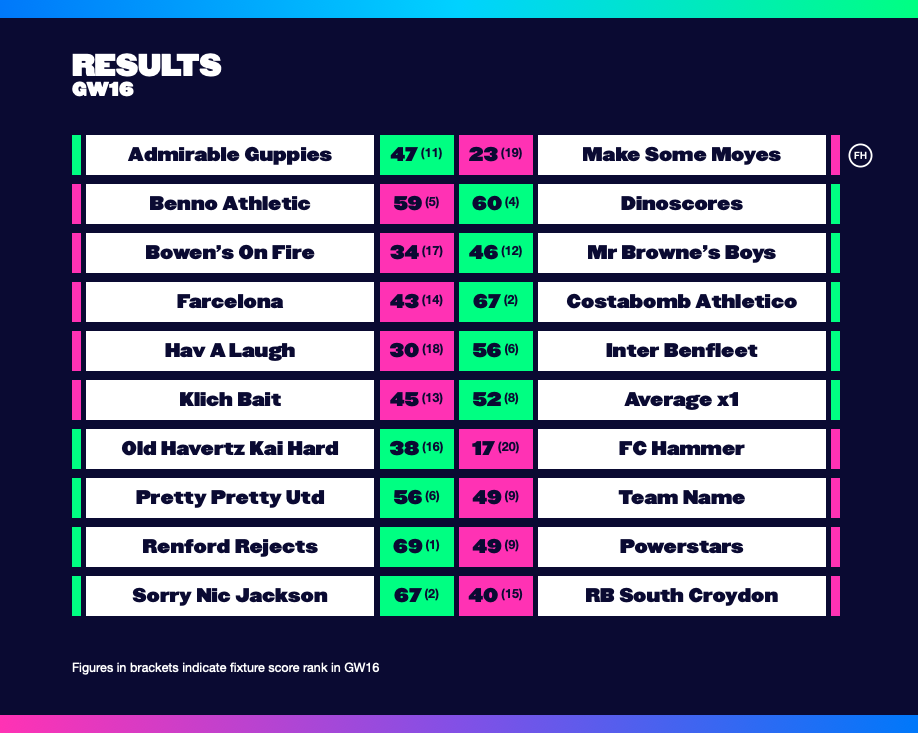 RESULTS
GW16
Admirable Guppies 47 (11) 23 (19) Make Some Moyes FH
Benno Athletic 59 (5) 60 (4) Dinoscores
Bowen’s On Fire 34 (17) 46 (12) Mr Browne’s Boys
Farcelona 43 (14) 67 (2) Costabomb Athletico
Hav A Laugh 30 (18) 56 (6) Inter Benfleet
Klich Bait 45 (13) 52 (8) Average x1
Old Havertz Kai Hard 38 (16) 17 (20) FC Hammer
Pretty Pretty Utd 56 (6) 49 (9) Team Name
Renford Rejects 69 (1) 49 (9) Powerstars
Sorry Nic Jackson 67 (2) 40 (15) RB South Croydon
Figures in brackets indicate fixture score rank in GW16